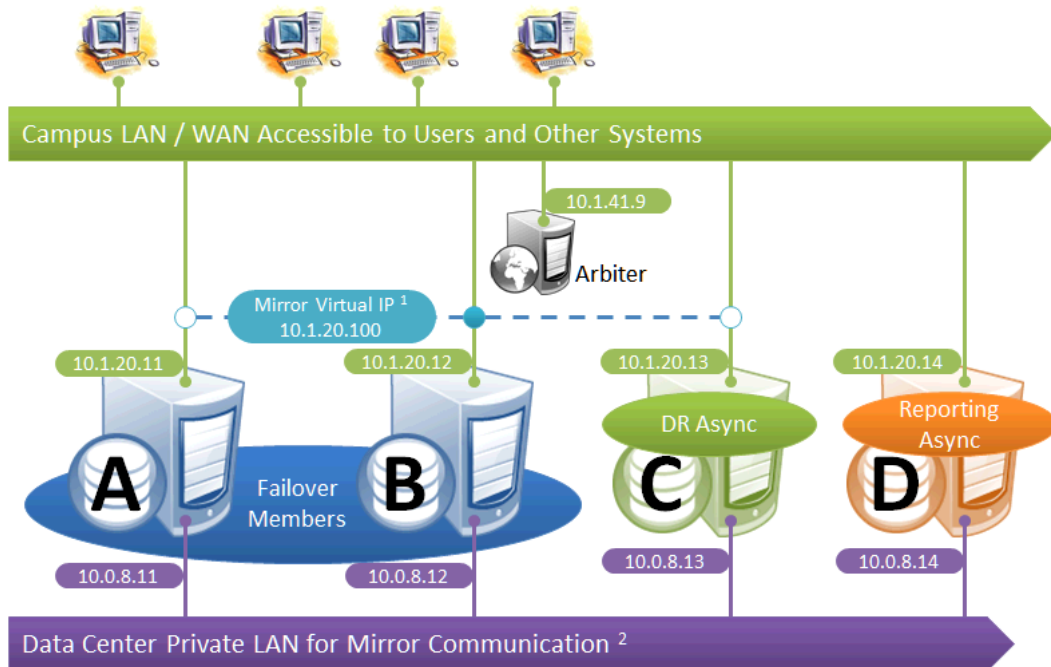 Campus LAN / WAN Accessible to Users and Other Systems
10.1.41.9
Arbiter
Mirror Virtual IP 1
10.1.20.100
10.1.20.11
10.1.20.12
10.1.20.13
10.1.20.14
DR Async
Reporting
Async
A
B
C
D
Failover
Members
10.0.8.11
10.0.8.12
10.0.8.13
10.0.8.14
Data Center Private LAN for Mirror Communication 2